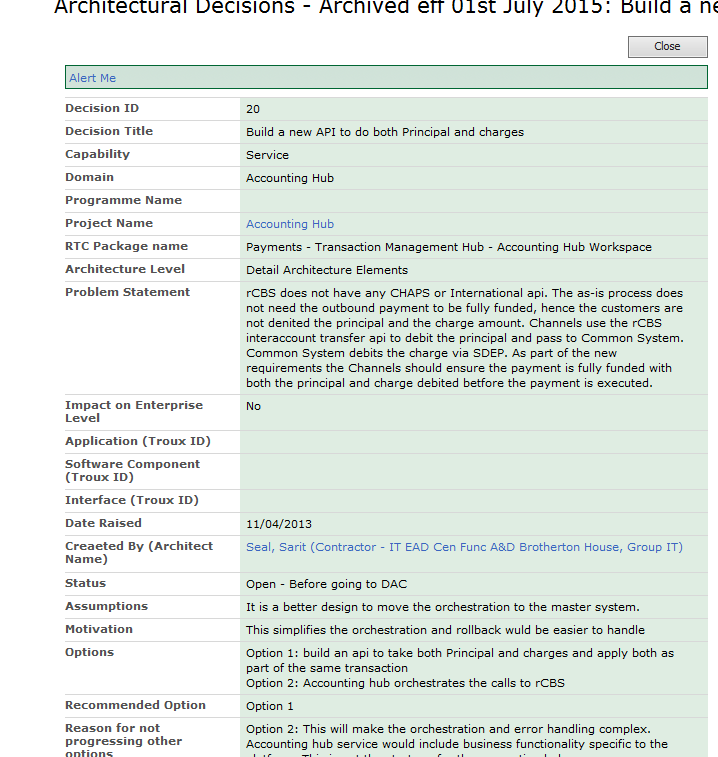 Architectural Decisions - Archived eff 01st July 2015: Build a ne
Close
Alert Me
Decision ID 20
Decision Title Build a new API to do both Principal and charges
Capability Service
Domain Accounting Hub
Programme Name
Project Name Accounting Hub
RTC Package name Payments - Transaction Management Hub - Accounting Hub Workspace
Architecture Level Detail Architecture Elements
Problem Statement rCBS does not have any CHAPS or International api. The as-is process does
not need the outbound payment to be fully funded, hence the customers are
not denited the principal and the charge amount. Channels use the rCBS
interaccount transfer api to debit the principal and pass to Common System.
Common System debits the charge via SDEP. As part of the new
requirements the Channels should ensure the payment is fully funded with
both the principal and charge debited betfore the payment is executed.
Impact on Enterprise No
Level
Application (Troux ID)
Software Component
(Troux ID)
Interface (Troux ID)
Date Raised 11/04/2013
Creaeted By (Architect Seal, Sarit (Contractor - IT EAD Cen Func A&D Brotherton House, Group IT)
Name)
Status Open - Before going to DAC
Assumptions It is a better design to move the orchestration to the master system.
Motivation This simplifies the orchestration and rollback wuld be easier to handle
Options Option 1: build an api to take both Principal and charges and apply both as
part of the same transaction
Option 2: Accounting hub orchestrates the calls to rCBS
Recommended Option Option 1
Reason for not Option 2: This will make the orchestration and error handling complex.
progressing other Accounting hub service would include business functionality specific to the
options